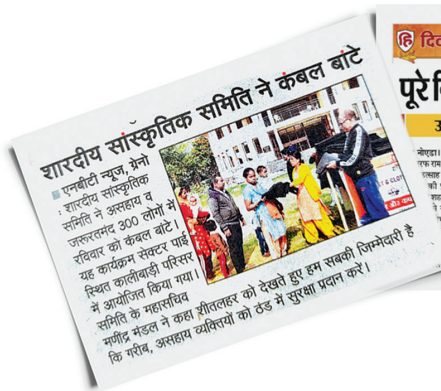 शारदीय सांस्कृतिक समिति ने कंबल बांटे
एनबीटी न्यूज, ग्रेनो
: शारदीय सांस्कृतिक
समिति ने असहाय व
जरूरतमंद 300 लोगों में
रविवार को कंबल बांटे।
यह कार्यक्रम सेक्टर पाई
स्थित कालीबाड़ी परिसर
में आयोजित किया गया।
समिति के महासचिव
मणींद्र मंडल ने कहा शीतलहर को देखते हुए हम सबकी जिम्मेदारी है
कि गरीब, असहाय व्यक्तियों को ठंड में सुरक्षा प्रदान करें।
हि
पूरे
नोएडा।